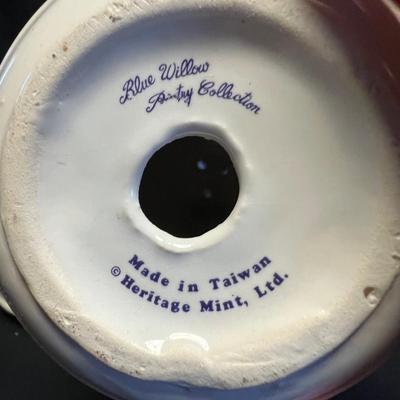 Blue Willow
Pantry Collection
Made in Taiwan
© Heritage Mint, Ltd.